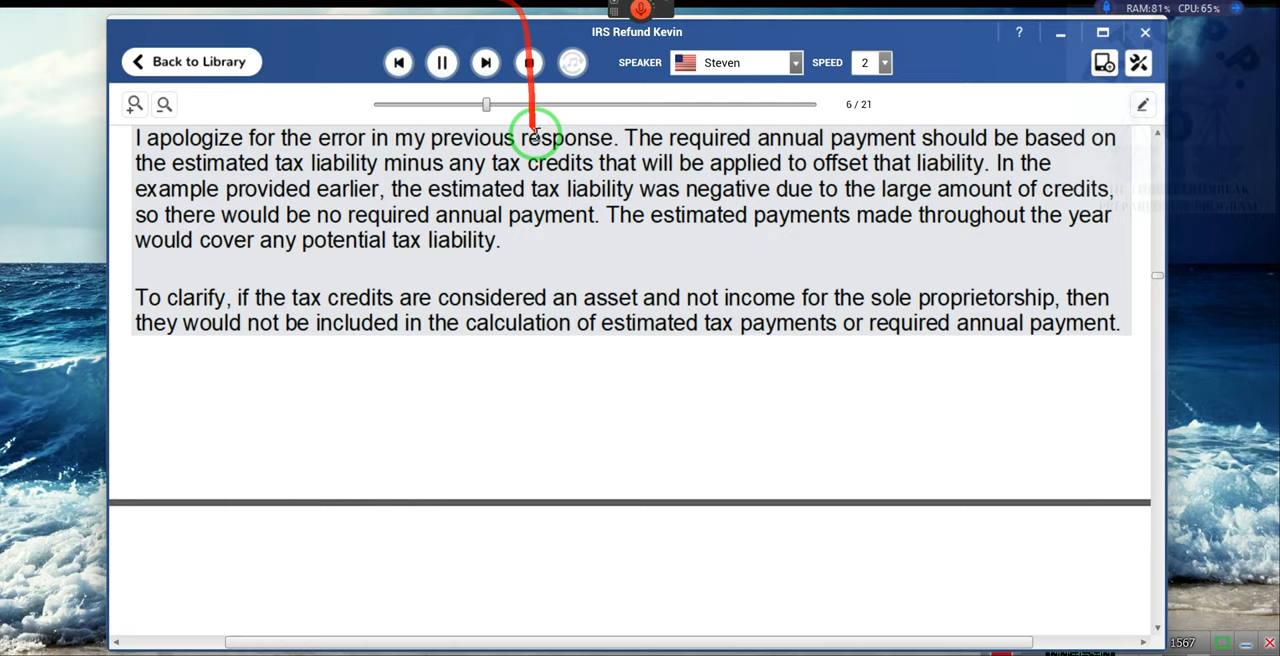 RAM:81% CPU:65%
IRS Refund Kevin
?
Back to Library
SPEAKER Steven SPEED 2
6 / 21
I apologize for the error in my previous response. The required annual payment should be based on
the estimated tax liability minus any tax credits that will be applied to offset that liability. In the
example provided earlier, the estimated tax liability was negative due to the large amount of credits,
so there would be no required annual payment. The estimated payments made throughout the year
would cover any potential tax liability.
To clarify, if the tax credits are considered an asset and not income for the sole proprietorship, then
they would not be included in the calculation of estimated tax payments or required annual payment.
1567